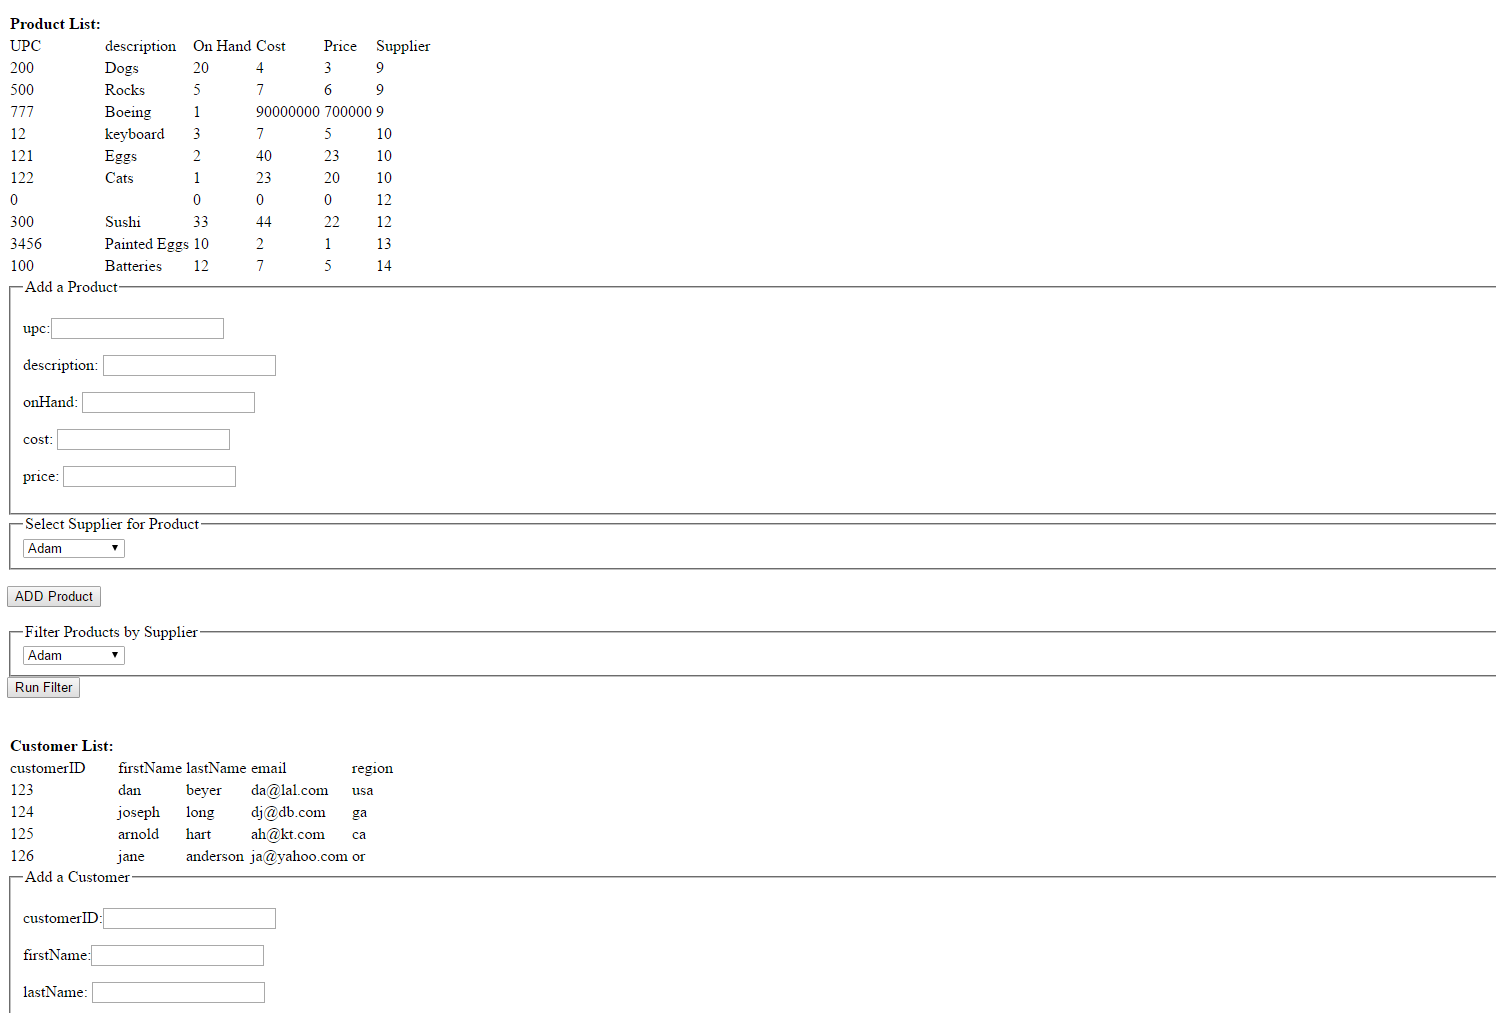 Product List:
UPC description On Hand Cost Price Supplier
200 Dogs 20 4 3 9
500 Rocks 5 7 6 9
777 Boeing 1 90000000 700000 9
12 keyboard 3 7 5 10
121 Eggs 2 40 23 10
122 Cats 1 23 20 10
0 0 0 0 12
300 Sushi 33 44 22 12
3456 Painted Eggs 10 2 1 13
100 Batteries 12 7 5 14
Add a Product
upc:
description:
onHand:
cost:
price:
Select Supplier for Product
Adam
ADD Product
Filter Products by Supplier
Adam
Run Filter
Customer List:
customerID firstName lastName email region
123 dan beyer da@lal.com usa
124 joseph long dj@db.com ga
125 arnold hart ah@kt.com ca
126 jane anderson ja@yahoo.com or
Add a Customer
customerID:
firstName:
lastName: